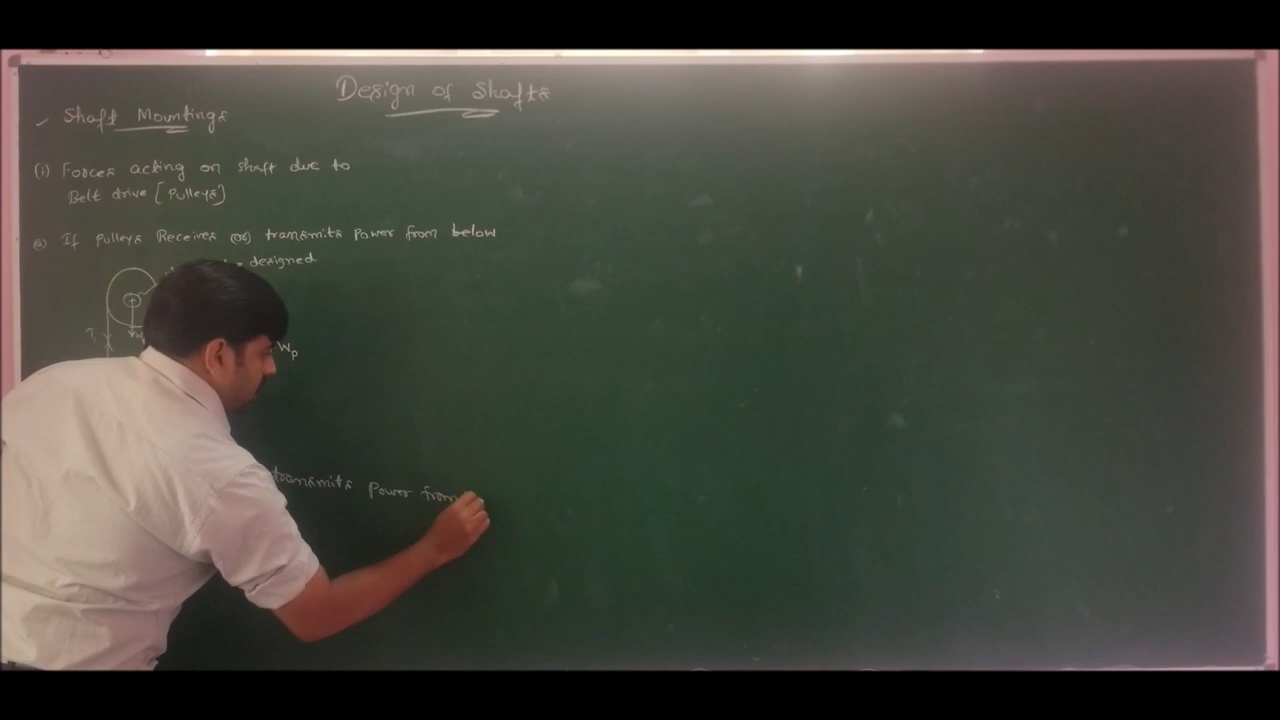 Design of Shafts
Shaft Mountings
(i) Forces acting on shaft due to
Belt drive [Pulleys]
(a) If pulleys Receives (or) transmits Power from below
designed
T1
Wp
transmits Power from